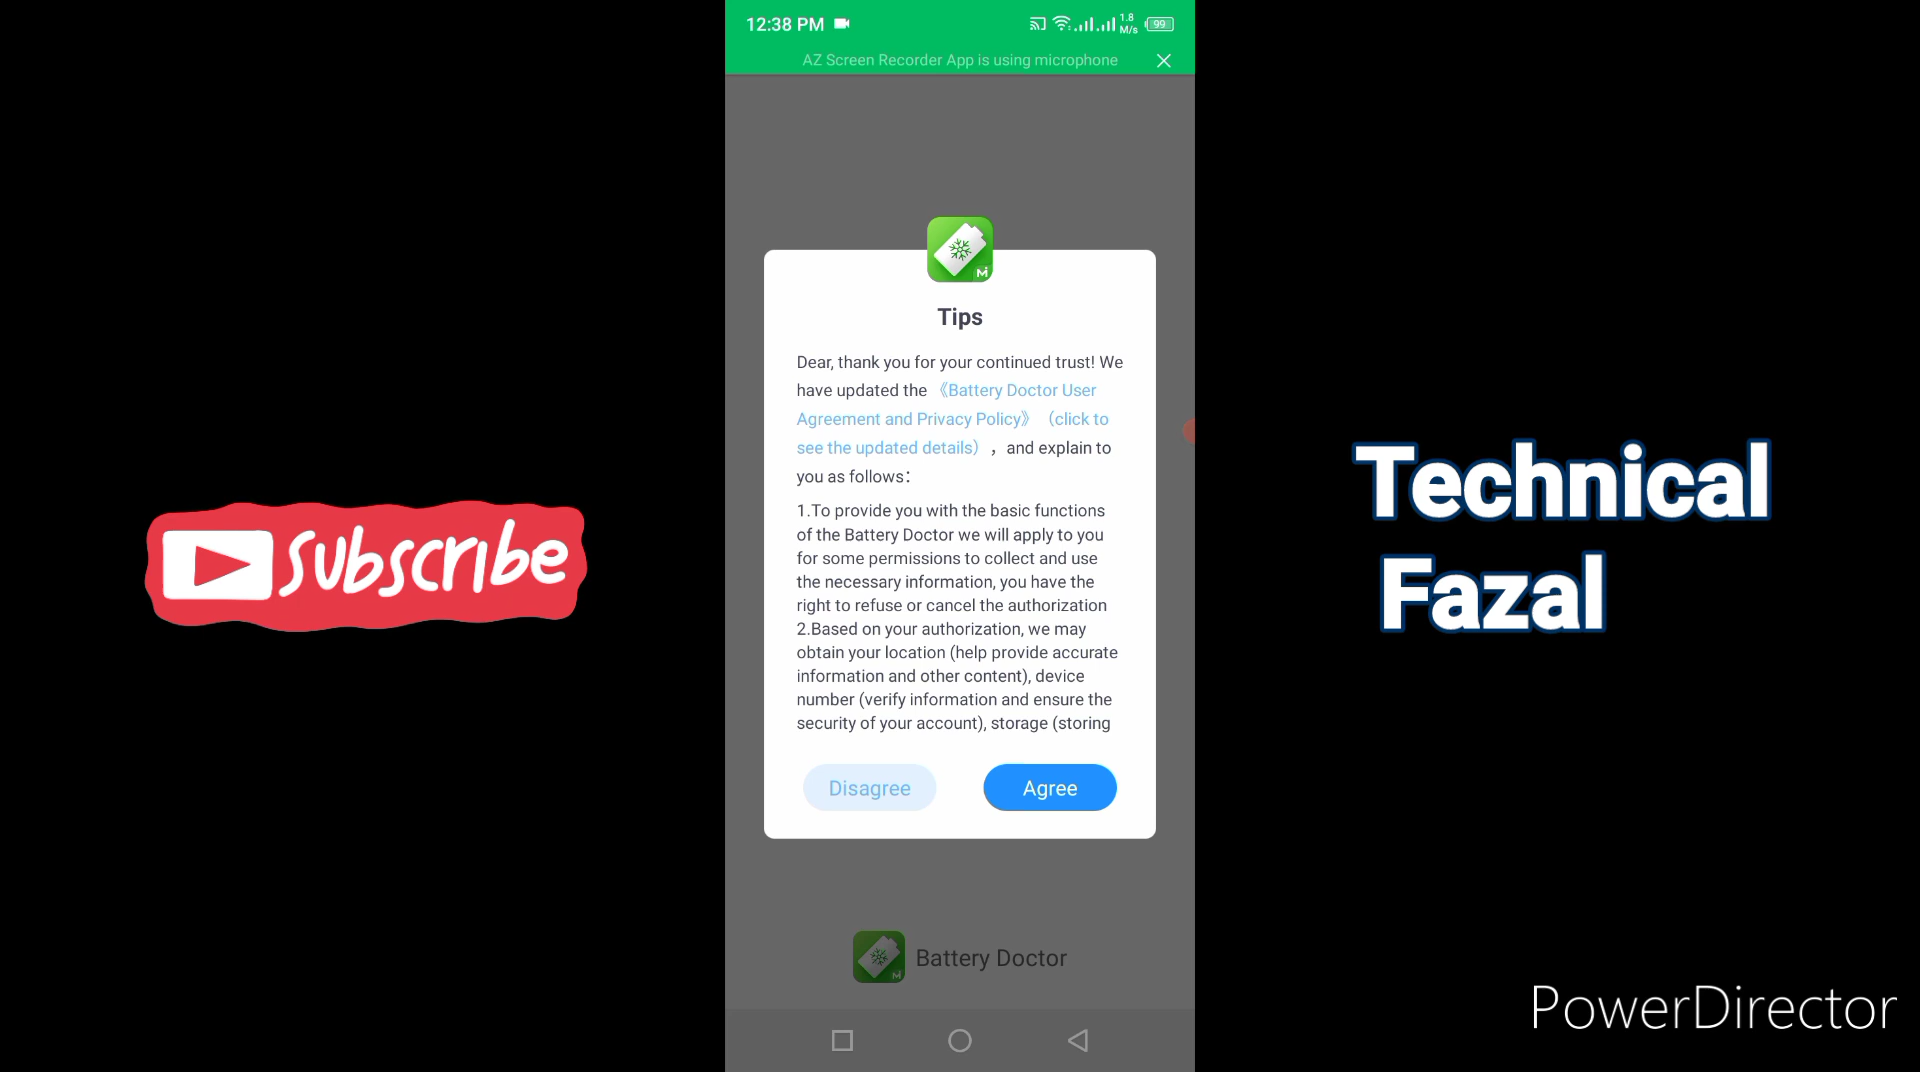 12:38 PM
1.8
M/s
99
AZ Screen Recorder App is using microphone
M
Tips
Dear, thank you for your continued trust! We
have updated the 《Battery Doctor User
Agreement and Privacy Policy》（click to
see the updated details），and explain to
you as follows：
1.To provide you with the basic functions
of the Battery Doctor we will apply to you
for some permissions to collect and use
the necessary information, you have the
right to refuse or cancel the authorization
2.Based on your authorization, we may
obtain your location (help provide accurate
information and other content), device
number (verify information and ensure the
security of your account), storage (storing
Disagree
Agree
M
Battery Doctor
Subscribe
Technical
Fazal
PowerDirector